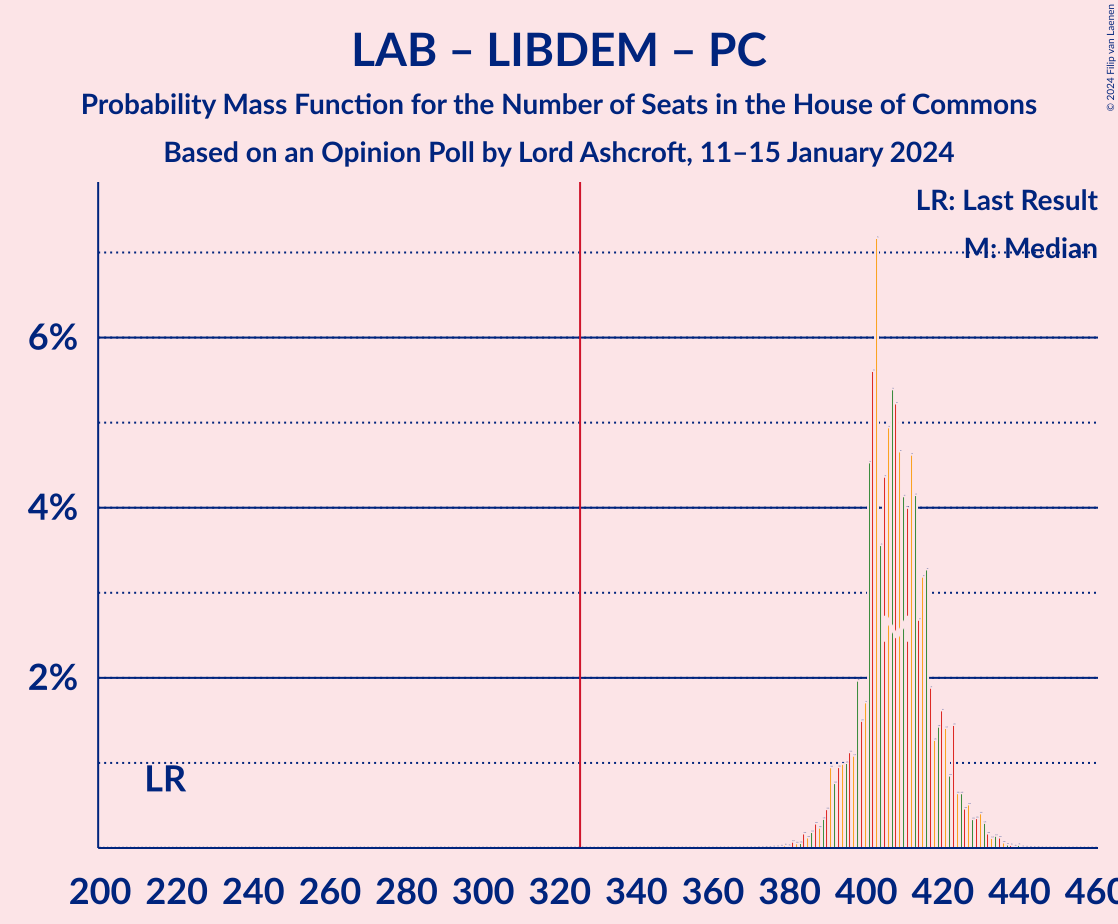 LAB – LIBDEM – PC
Probability Mass Function for the Number of Seats in the House of Commons
Based on an Opinion Poll by Lord Ashcroft, 11–15 January 2024
© 2024 Filip van Laenen
LR: Last Result
M: Median
6%
4%
2%
LR
200 220 240 260 280 300 320 340 360 380 400 420 440 460